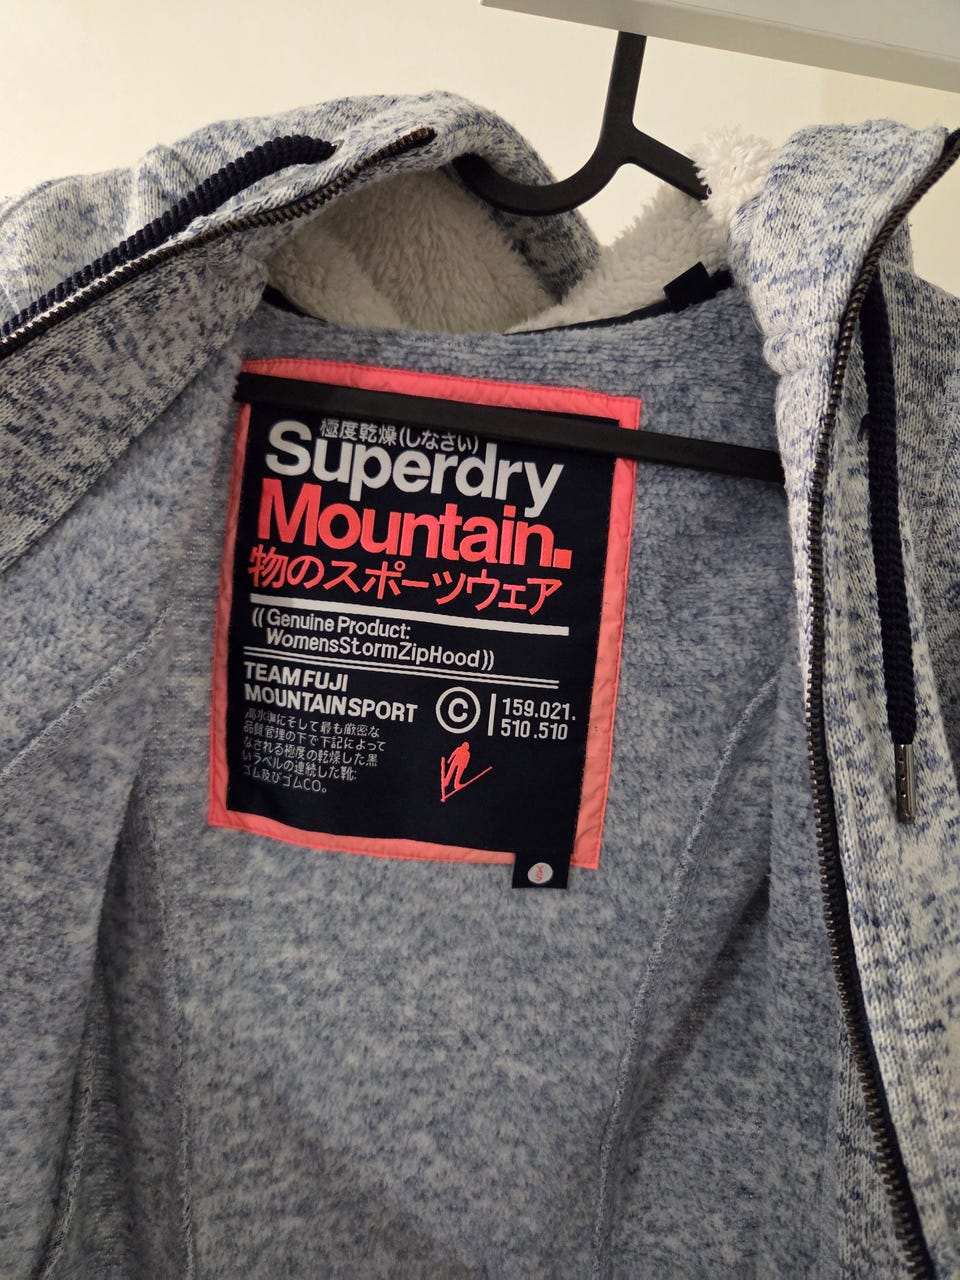 極度乾燥(しなさい)
Superdry
Mountain.
物のスポーツウェア
((Genuine Product:
WomensStormZipHood))
TEAM FUJI
MOUNTAINSPORT
© 159.021.
510.510
高水準にそして最も厳密な
品質管理の下で下記によって
なされる極度の乾燥した黒
いラベルの連続した靴:
ゴム及びゴムCO。